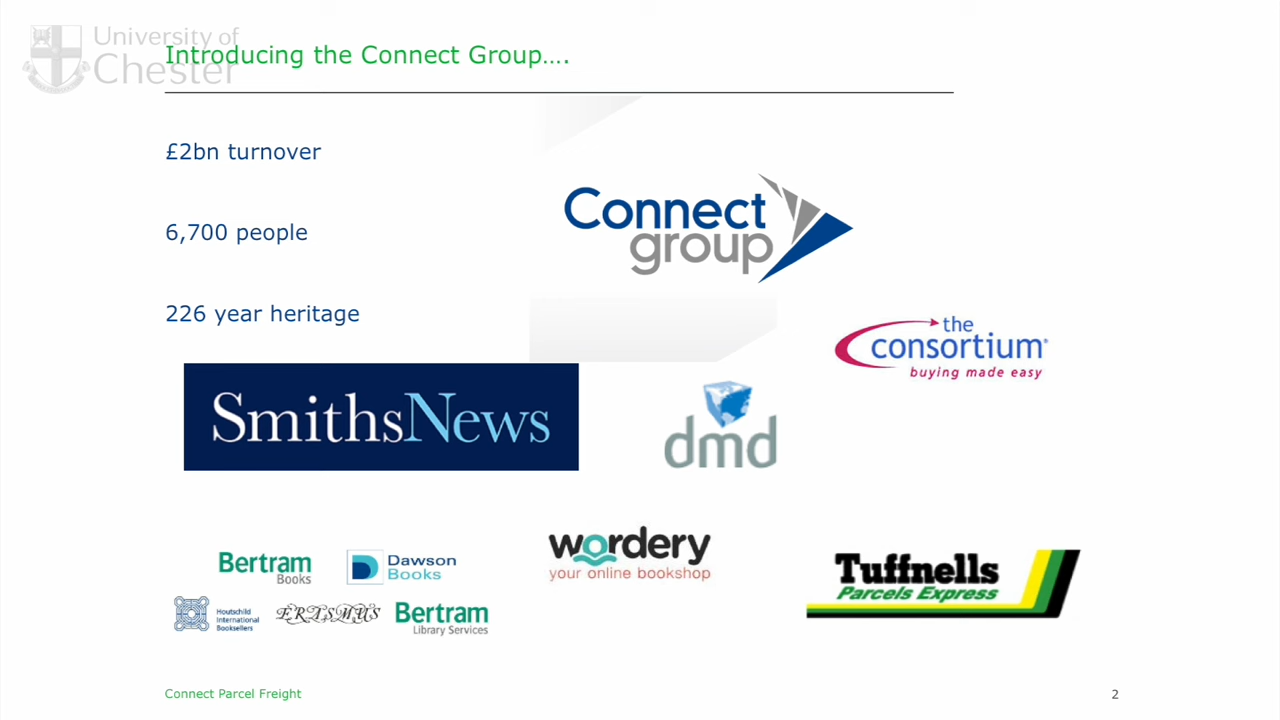 University of
Chester
Introducing the Connect Group….
£2bn turnover
6,700 people
226 year heritage
Connect
group
the
consortium
buying made easy
SmithsNews
dmd
wordery
your online bookshop
Bertram
Books
Dawson
Books
Tuffnells
Parcels Express
Houtschild
International
Booksellers
ERASMUS
Bertram
Library Services
Connect Parcel Freight
2